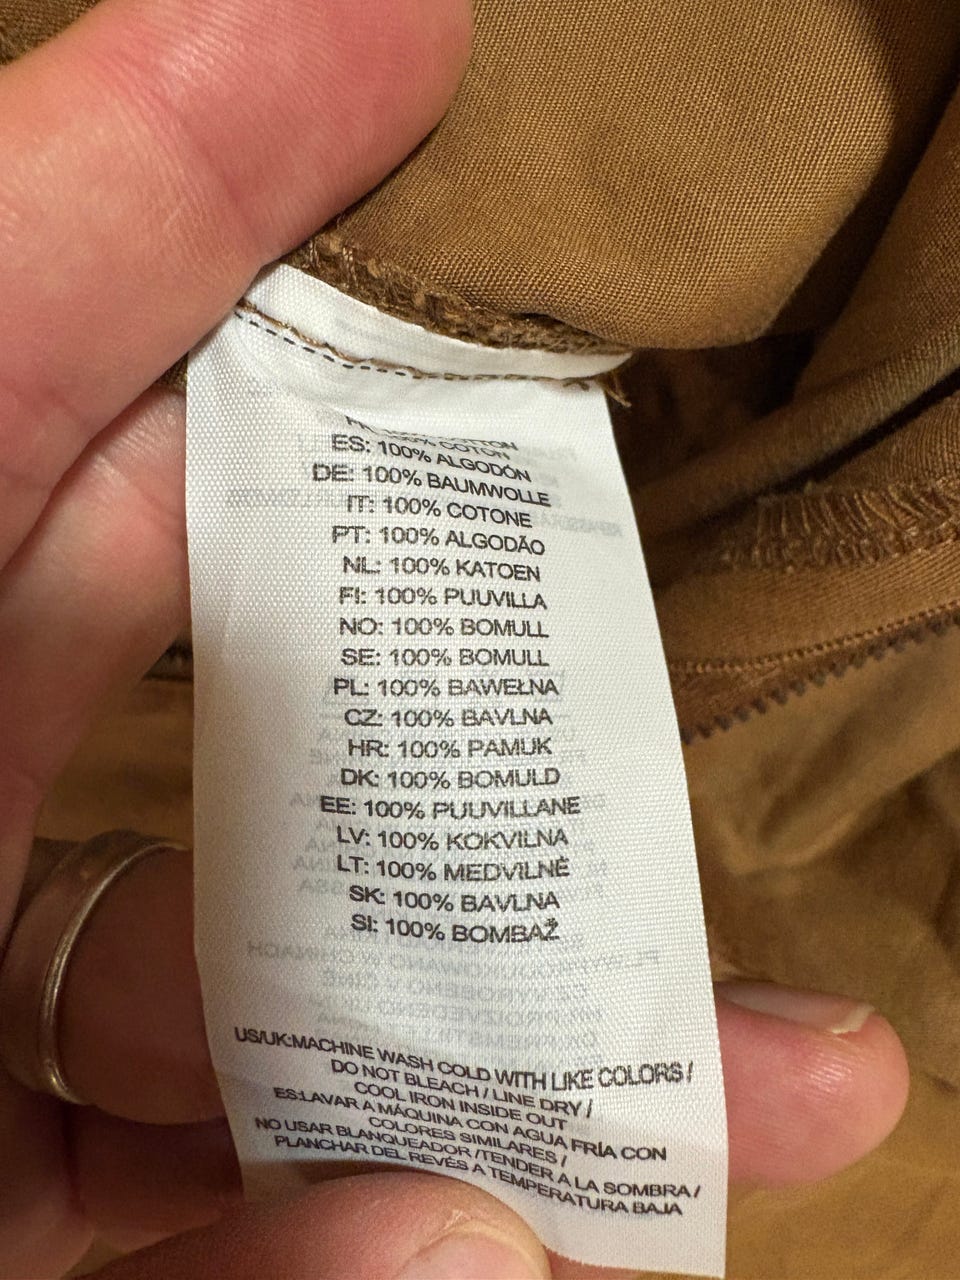 100% COTTON
100% COTON
ES: 100% ALGODÓN
DE: 100% BAUMWOLLE
IT: 100% COTONE
PT: 100% ALGODÃO
NL: 100% KATOEN
FI: 100% PUUVILLA
NO: 100% BOMULL
SE: 100% BOMULL
PL: 100% BAWEŁNA
CZ: 100% BAVLNA
HR: 100% PAMUK
DK: 100% BOMULD
EE: 100% PUUVILLANE
LV: 100% KOKVILNA
LT: 100% MEDVILNĖ
SK: 100% BAVLNA
SI: 100% BOMBAŽ
US/UK:MACHINE WASH COLD WITH LIKE COLORS /
DO NOT BLEACH / LINE DRY /
COOL IRON INSIDE OUT
ES:LAVAR A MÁQUINA CON AGUA FRÍA CON
COLORES SIMILARES /
NO USAR BLANQUEADOR /TENDER A LA SOMBRA /
PLANCHAR DEL REVÉS A TEMPERATURA BAJA